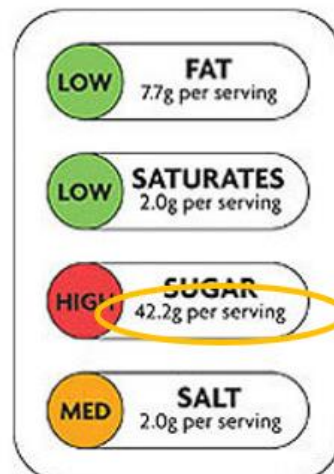 LOW
FAT
7.7g per serving
LOW
SATURATES
2.0g per serving
HIGH
SUGAR
42.2g per serving
MED
SALT
2.0g per serving